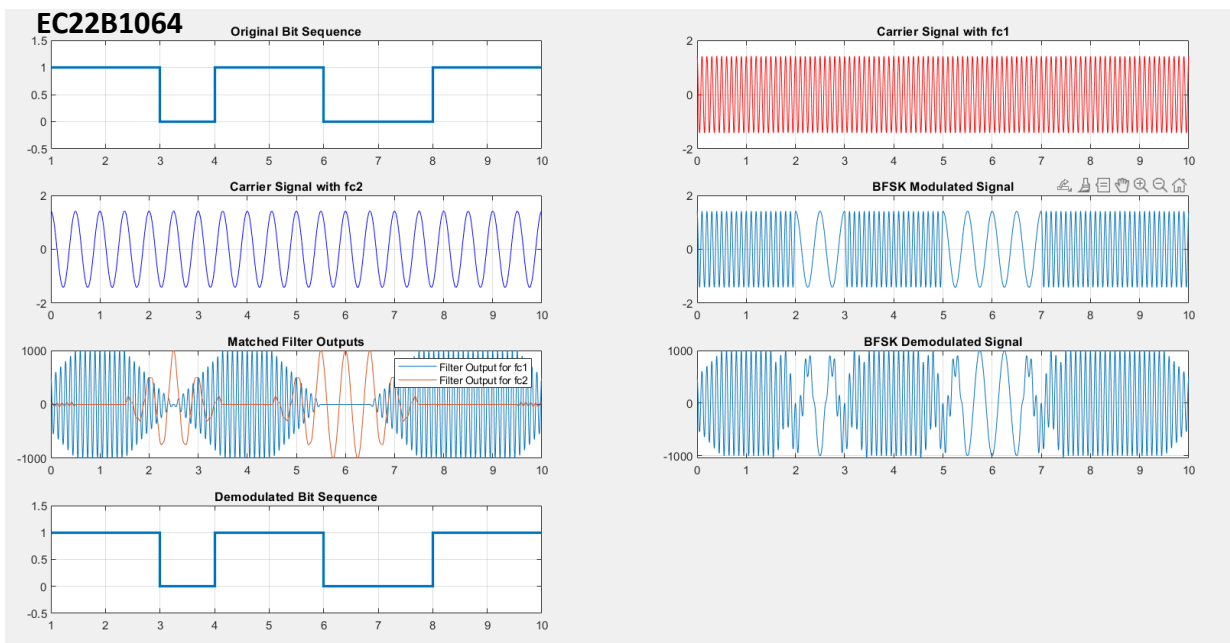 EC22B1064
Original Bit Sequence
1.5
1
0.5
0
-0.5
1 2 3 4 5 6 7 8 9 10
Carrier Signal with fc1
2
0
-2
0 1 2 3 4 5 6 7 8 9 10
Carrier Signal with fc2
2
0
-2
0 1 2 3 4 5 6 7 8 9 10
BFSK Modulated Signal
2
0
-2
0 1 2 3 4 5 6 7 8 9 10
Matched Filter Outputs
1000
0
-1000
Filter Output for fc1
Filter Output for fc2
0 1 2 3 4 5 6 7 8 9 10
BFSK Demodulated Signal
1000
0
-1000
0 1 2 3 4 5 6 7 8 9 10
Demodulated Bit Sequence
1.5
1
0.5
0
-0.5
1 2 3 4 5 6 7 8 9 10